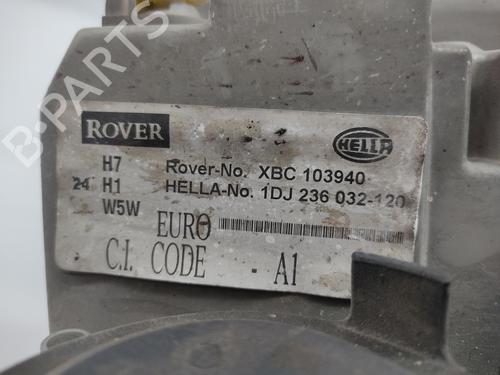 ROVER
HELLA
H7 Rover-No. XBC 103940
24 H1 HELLA-No. 1DJ 236 032-120
W5W
EURO
C.I. CODE A1
B-PARTS